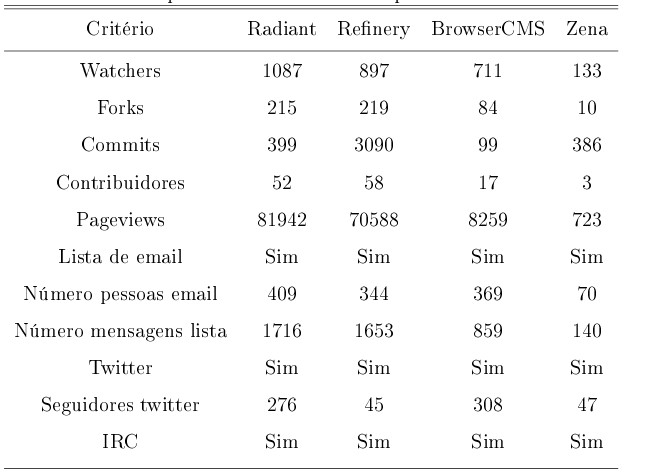 Critério Radiant Refinery BrowserCMS Zena
Watchers 1087 897 711 133
Forks 215 219 84 10
Commits 399 3090 99 386
Contribuidores 52 58 17 3
Pageviews 81942 70588 8259 723
Lista de email Sim Sim Sim Sim
Número pessoas email 409 344 369 70
Número mensagens lista 1716 1653 859 140
Twitter Sim Sim Sim Sim
Seguidores twitter 276 45 308 47
IRC Sim Sim Sim Sim